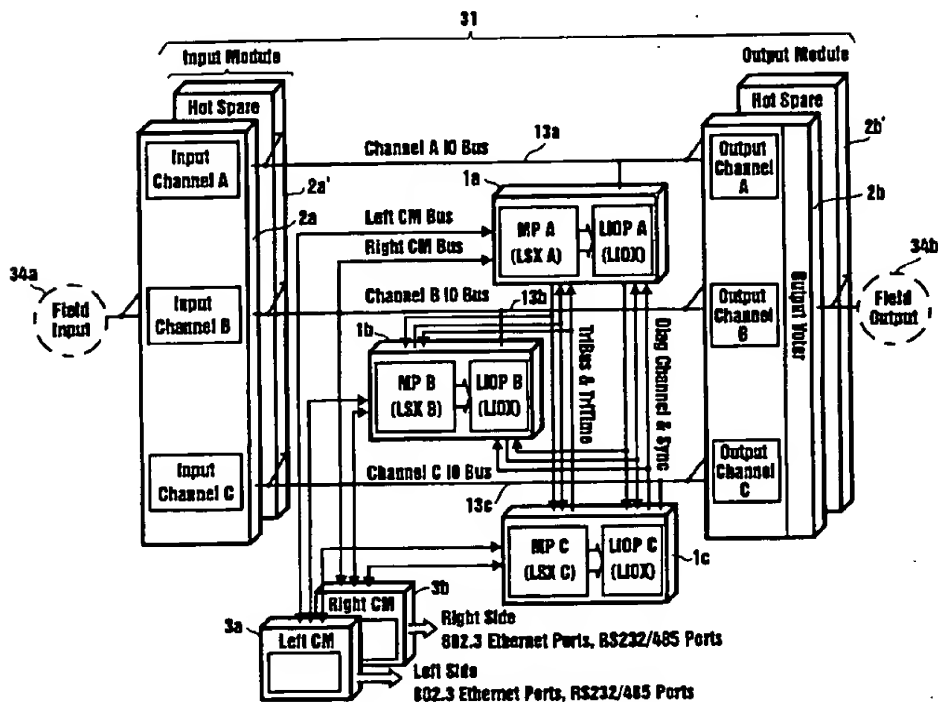 31
Input Module
Output Module
Hot Spare
Hot Spare
2b'
Input
Channel A
Channel A IO Bus
13a
Output
Channel
A
2a'
1a
2b
2a
Left CM Bus
MP A
(LSX A)
LIOP A
(LIOX)
Right CM Bus
34a
34b
Field
Input
Input
Channel B
Channel B IO Bus
13b
Output
Channel
B
Output Voter
Field
Output
1b
TriBus & TriTime
Diag Channel & Sync
MP B
(LSX B)
LIOP B
(LIOX)
Input
Channel C
Channel C IO Bus
13c
Output
Channel
C
MP C
(LSX C)
LIOP C
(LIOX)
1c
3b
Right CM
3a
Left CM
Right Side
802.3 Ethernet Ports, RS232/485 Ports
Left Side
802.3 Ethernet Ports, RS232/485 Ports